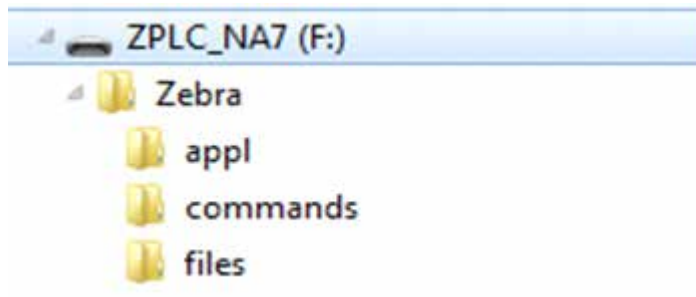 ZPLC_NA7 (F:)
Zebra
appl
commands
files